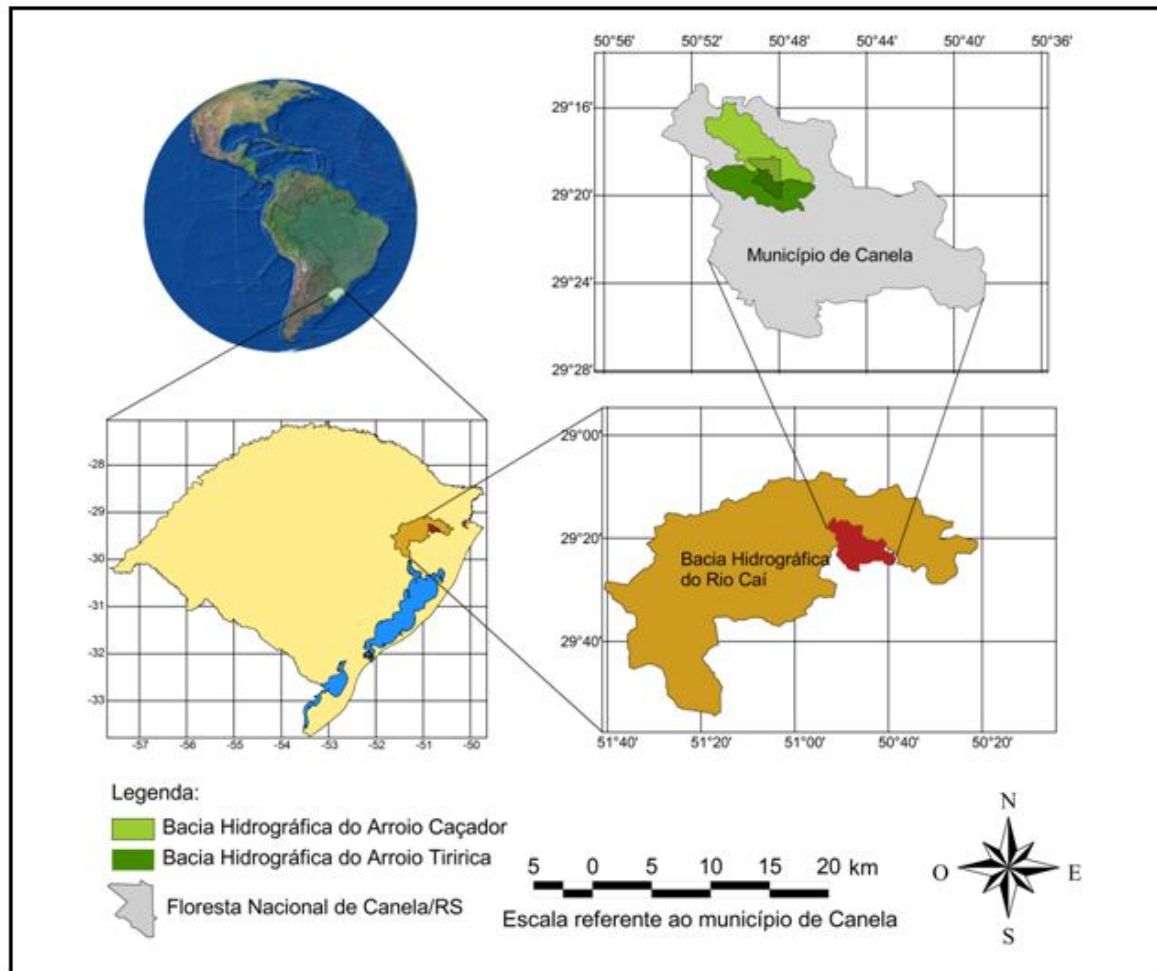 50°56' 50°52' 50°48' 50°44' 50°40' 50°36'
29°16'
29°20'
29°24'
29°28'
Município de Canela
-28
-29
-30
-31
-32
-33
-57 -56 -55 -54 -53 -52 -51 -50
29°00'
29°20'
29°40'
Bacia Hidrográfica
do Rio Caí
51°40' 51°20' 51°00' 50°40' 50°20'
Legenda:
Bacia Hidrográfica do Arroio Caçador
Bacia Hidrográfica do Arroio Tiririca
Floresta Nacional de Canela/RS
5 0 5 10 15 20 km
Escala referente ao município de Canela
N
O E
S